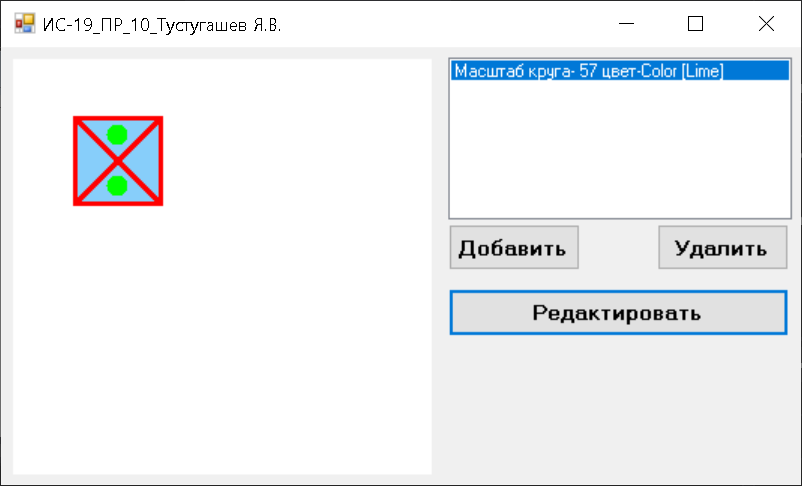 ИС-19_ПР_10_Тустугашев Я.В.
Масштаб круга- 57 цвет-Color [Lime]
Добавить
Удалить
Редактировать